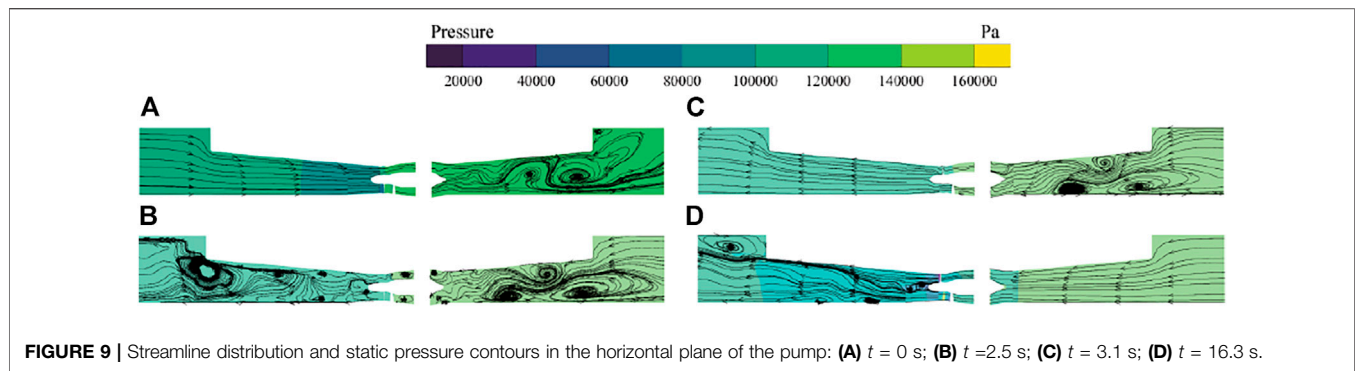 Pressure Pa
20000 40000 60000 80000 100000 120000 140000 160000
A C
B D
FIGURE 9 | Streamline distribution and static pressure contours in the horizontal plane of the pump: (A) t = 0 s; (B) t =2.5 s; (C) t = 3.1 s; (D) t = 16.3 s.